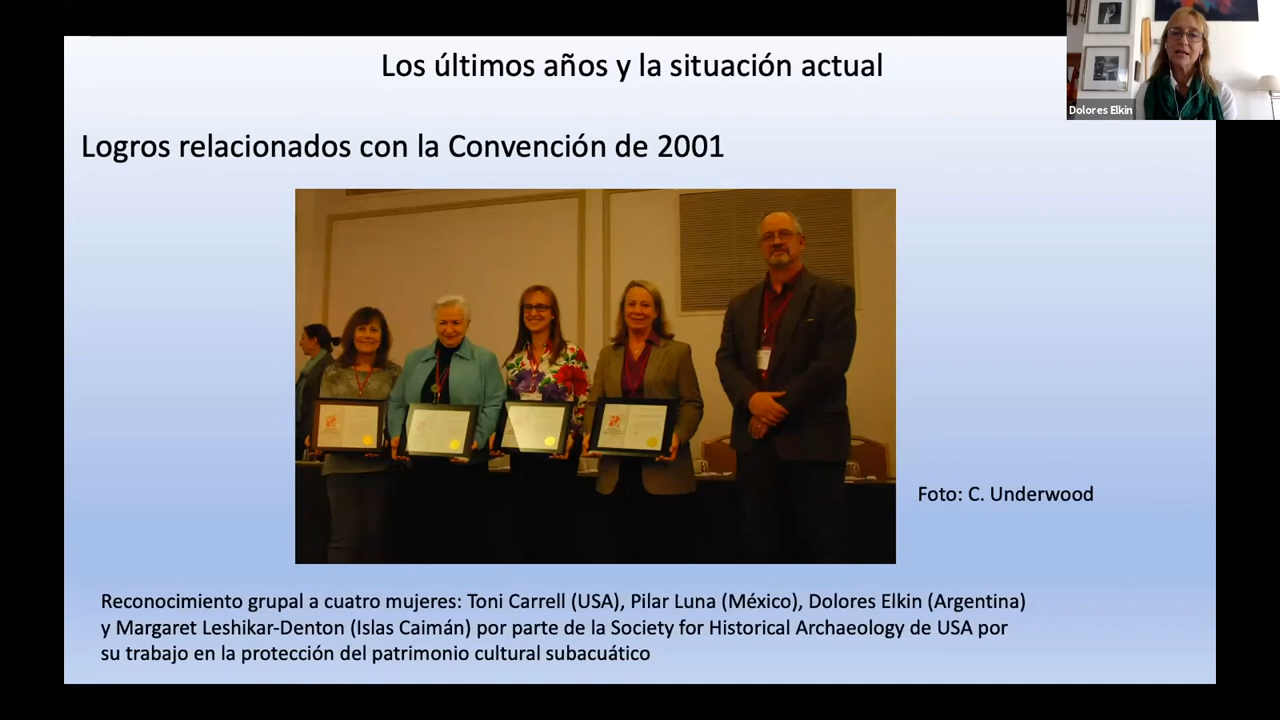 Los últimos años y la situación actual
Dolores Elkin
Logros relacionados con la Convención de 2001
Foto: C. Underwood
Reconocimiento grupal a cuatro mujeres: Toni Carrell (USA), Pilar Luna (México), Dolores Elkin (Argentina)
y Margaret Leshikar-Denton (Islas Caimán) por parte de la Society for Historical Archaeology de USA por
su trabajo en la protección del patrimonio cultural subacuático